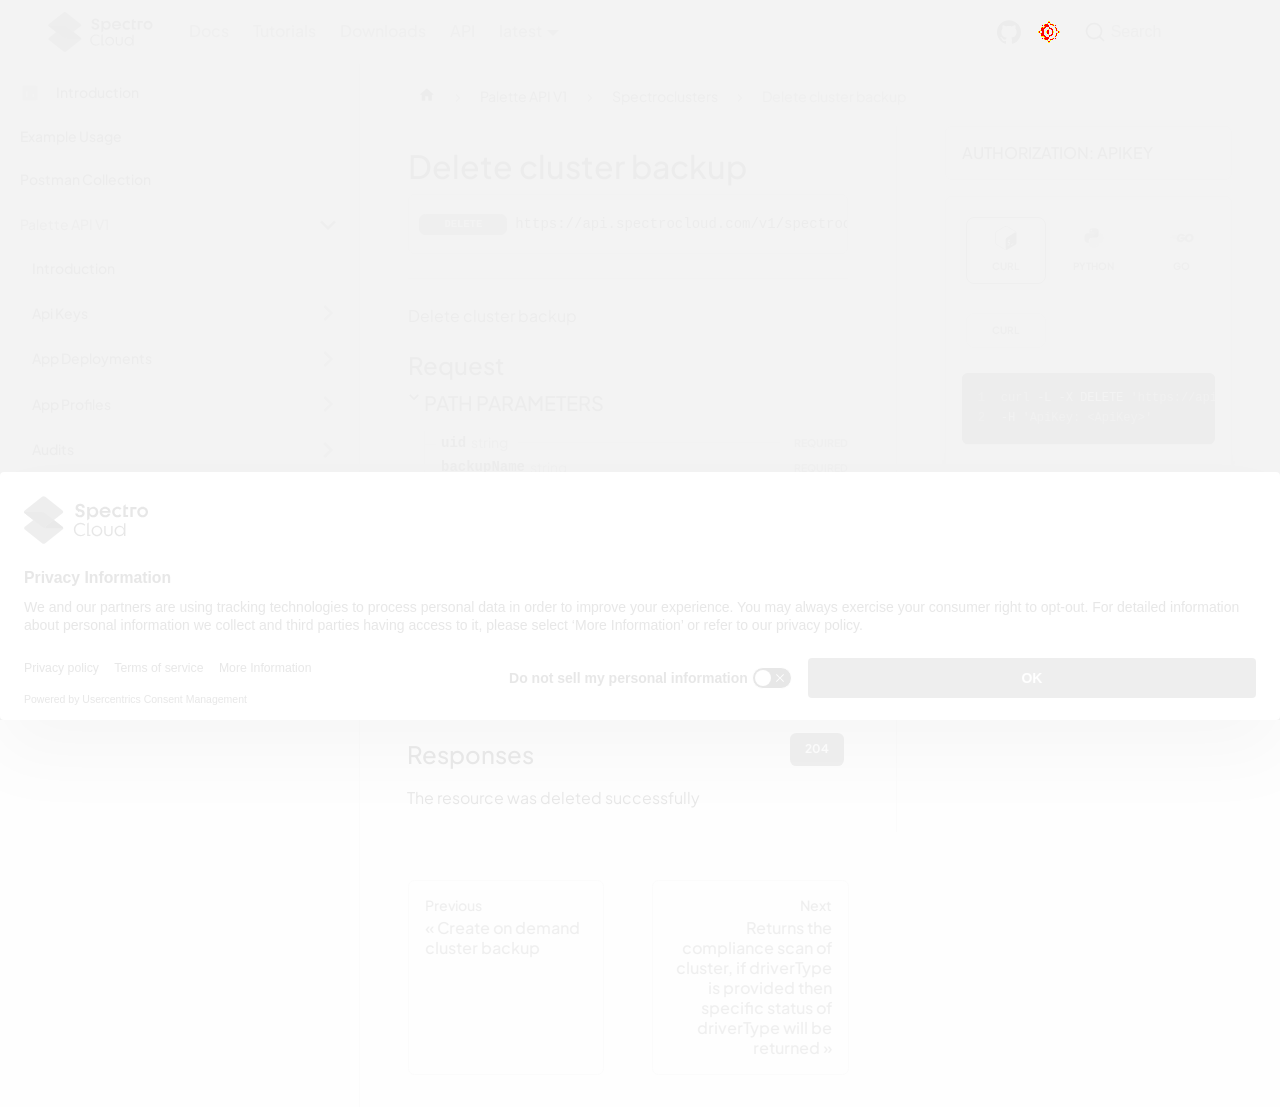 Spectro
Cloud
Docs
Tutorials
Downloads
API
latest
Search
Introduction
Example Usage
Postman Collection
Palette API V1
Introduction
Api Keys
App Deployments
App Profiles
Audits
Palette API V1
Spectroclusters
Delete cluster backup
Delete cluster backup
https://api.spectrocloud.com/v1/spectroc
Delete cluster backup
Request
PATH PARAMETERS
uid string REQUIRED
backupName string REQUIRED
AUTHORIZATION: APIKEY
CURL
PYTHON
GO
CURL
DELETE
Spectro
Cloud
Privacy Information
We and our partners are using tracking technologies to process personal data in order to improve your experience. You may always exercise your consumer right to opt-out. For detailed information
about personal information we collect and third parties having access to it, please select ‘More Information’ or refer to our privacy policy.
Privacy policy Terms of service More Information
Do not sell my personal information
OK
Powered by Usercentrics Consent Management
Responses
204
The resource was deleted successfully
Previous
« Create on demand
cluster backup
Next
Returns the
compliance scan of
cluster, if driverType
is provided then
specific status of
driverType will be
returned »